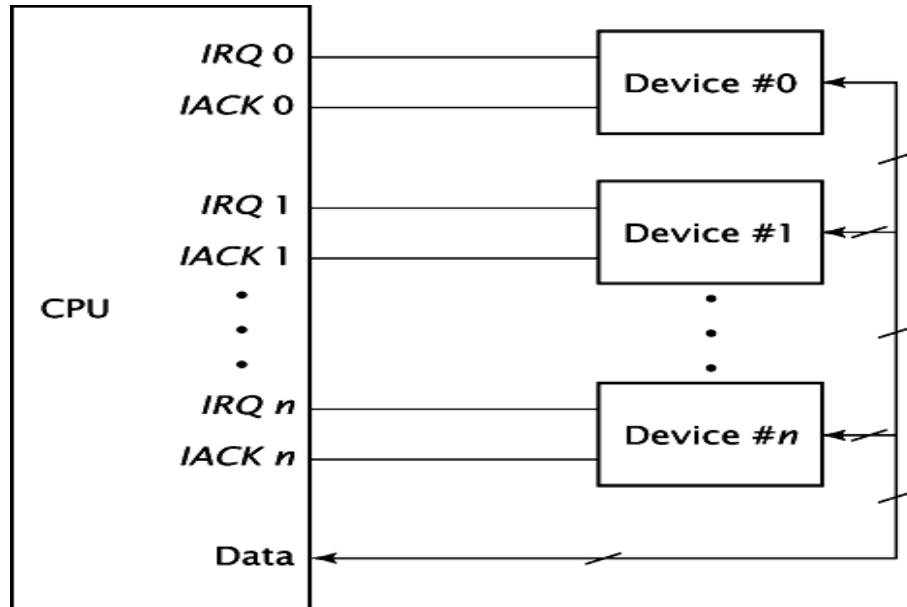 IRQ 0
Device #0
IACK 0
IRQ 1
Device #1
IACK 1
CPU
IRQ n
Device #n
IACK n
Data